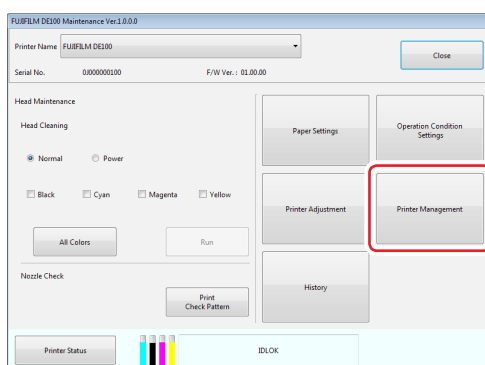 FUJIFILM DE100 Maintenance Ver.1.0.0.0
Printer Name FUJIFILM DE100
Close
Serial No. 0J000000100 F/W Ver. : 01.00.00
Head Maintenance
Head Cleaning
Normal Power
Black Cyan Magenta Yellow
All Colors Run
Nozzle Check
Print
Check Pattern
Paper Settings
Operation Condition
Settings
Printer Adjustment
Printer Management
History
Printer Status
IDLOK